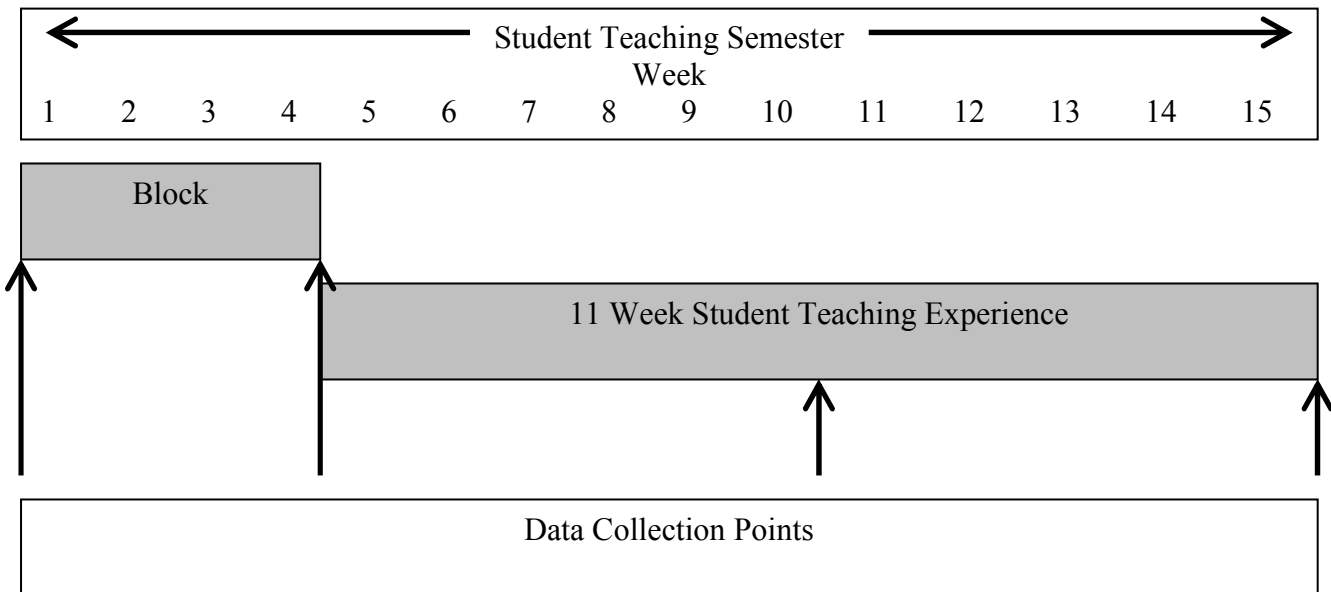 Student Teaching Semester
Week
1 2 3 4 5 6 7 8 9 10 11 12 13 14 15
Block
11 Week Student Teaching Experience
Data Collection Points